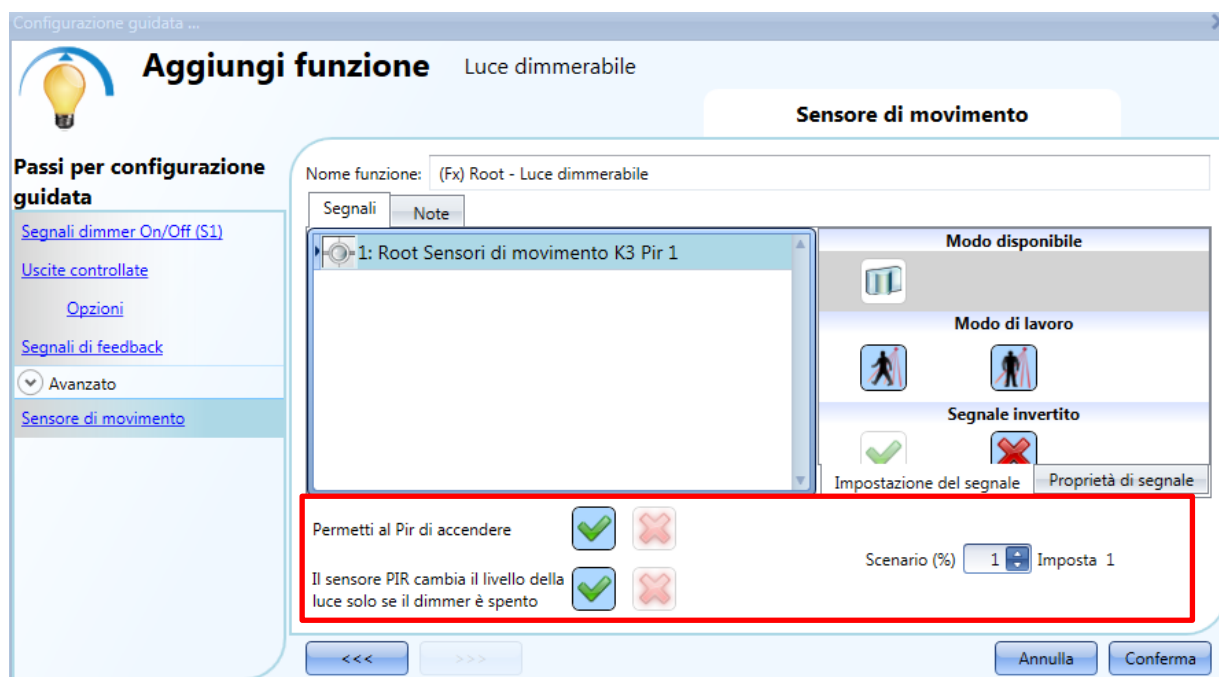 Configurazione guidata ...
Aggiungi funzione Luce dimmerabile
Sensore di movimento
Passi per configurazione
guidata
Segnali dimmer On/Off (S1)
Uscite controllate
Opzioni
Segnali di feedback
Avanzato
Sensore di movimento
Nome funzione: (Fx) Root - Luce dimmerabile
Segnali Note
1: Root Sensori di movimento K3 Pir 1
Modo disponibile
Modo di lavoro
Segnale invertito
Impostazione del segnale Proprietà di segnale
Permetti al Pir di accendere
Il sensore PIR cambia il livello della
luce solo se il dimmer è spento
Scenario (%) 1 Imposta 1
<<< >>> Annulla Conferma